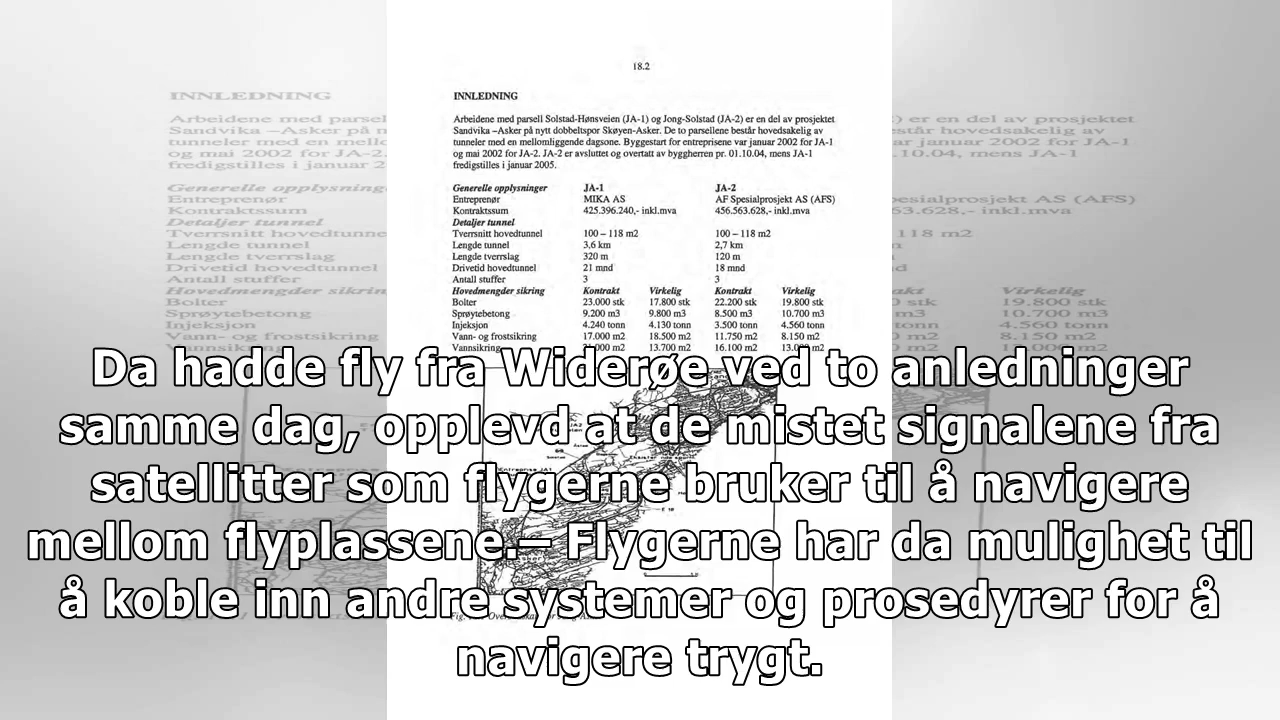 18.2
INNLEDNING
Arbeidene med parsell Solstad-Hønsveien (JA-1) og Jong-Solstad (JA-2) er en del av prosjektet
Sandvika –Asker på nytt dobbeltspor Skøyen-Asker. De to parsellene består hovedsakelig av
tunneler med en mellomliggende dagsone. Byggestart for entreprisene var januar 2002 for JA-1
og mai 2002 for JA-2. JA-2 er avsluttet og overtatt av byggherren pr. 01.10.04, mens JA-1
fredigstilles i januar 2005.
Generelle opplysninger JA-1 JA-2
Entreprenør MIKA AS AF Spesialprosjekt AS (AFS)
Kontraktssum 425.396.240,- inkl.mva 456.563.628,- inkl.mva
Detaljer tunnel
Tverrsnitt hovedtunnel 100 – 118 m2 100 – 118 m2
Lengde tunnel 3,6 km 2,7 km
Lengde tverrslag 320 m 120 m
Drivetid hovedtunnel 21 mnd 18 mnd
Antall stuffer 3 3
Hovedmengder sikring Kontrakt Virkelig Kontrakt Virkelig
Bolter 23.000 stk 17.800 stk 22.200 stk 19.800 stk
Sprøytebetong 9.200 m3 9.800 m3 8.500 m3 10.700 m3
Injeksjon 4.240 tonn 4.130 tonn 3.500 tonn 4.560 tonn
Vann- og frostsikring 17.000 m2 18.500 m2 11.750 m2 8.150 m2
Vannsikring m2 13.700 m2 16.100 m2 m2
Da hadde fly fra Widerøe ved to anledninger
samme dag, opplevd at de mistet signalene fra
satellitter som flygerne bruker til å navigere
mellom flyplassene.– Flygerne har da mulighet til
å koble inn andre systemer og prosedyrer for å
navigere trygt.